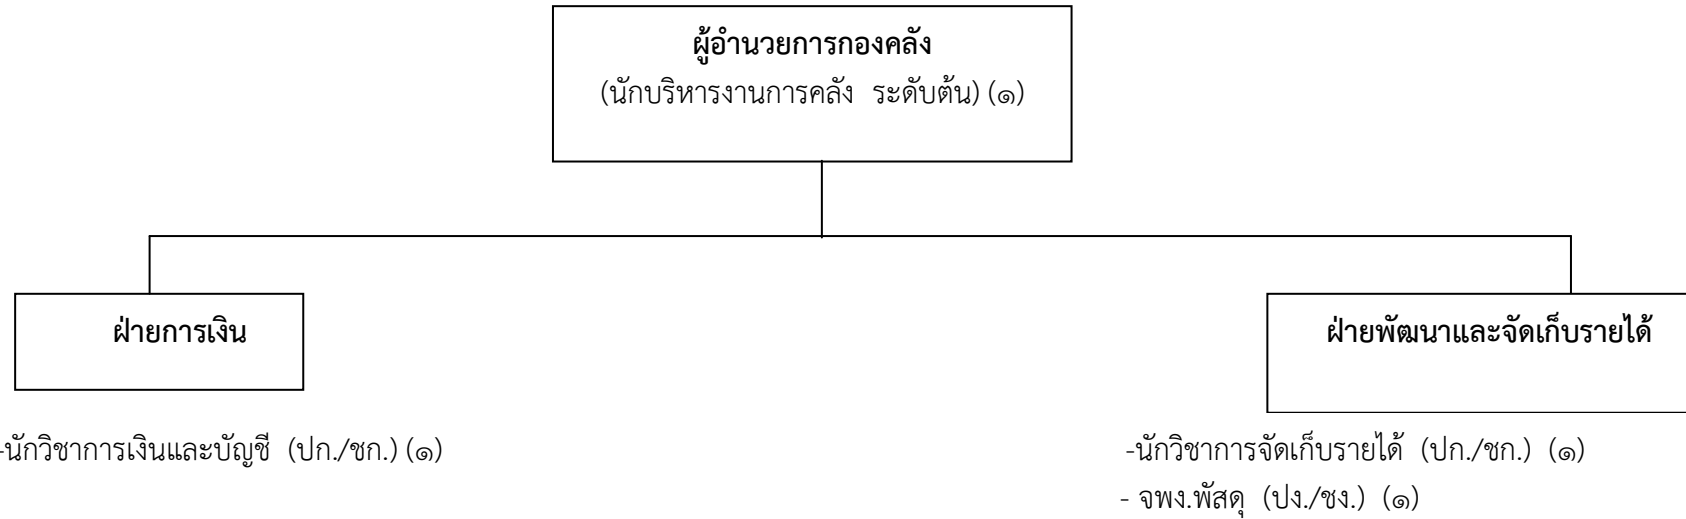 ผู้อำนวยการกองคลัง
(นักบริหารงานการคลัง ระดับต้น) (๑)
ฝ่ายการเงิน
ฝ่ายพัฒนาและจัดเก็บรายได้
-นักวิชาการเงินและบัญชี (ปก./ชก.) (๑)
-นักวิชาการจัดเก็บรายได้ (ปก./ชก.) (๑)
- จพง.พัสดุ (ปง./ชง.) (๑)